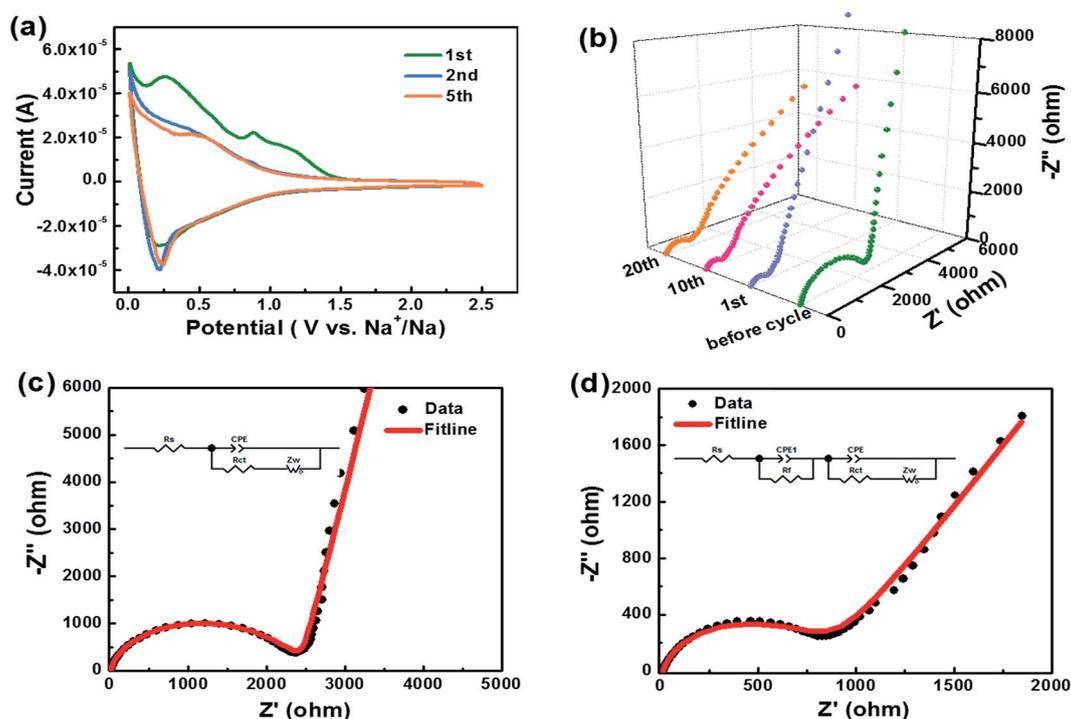 (a)
6.0x10⁻⁵
4.0x10⁻⁵
2.0x10⁻⁵
0.0
-2.0x10⁻⁵
-4.0x10⁻⁵
Current (A)
1st
2nd
5th
0.0 0.5 1.0 1.5 2.0 2.5
Potential ( V vs. Na⁺/Na)
(b)
8000
6000
4000
2000
0
-Z'' (ohm)
6000
4000
2000
0
Z' (ohm)
20th
10th
1st
before cycle
(c)
6000
5000
4000
3000
2000
1000
0
-Z'' (ohm)
Data
Fitline
Rs CPE
Rct Zw
0 1000 2000 3000 4000 5000
Z' (ohm)
(d)
2000
1600
1200
800
400
0
-Z'' (ohm)
Data
Fitline
Rs CPE1 CPE
Rf Rct Zw
0 500 1000 1500 2000
Z' (ohm)